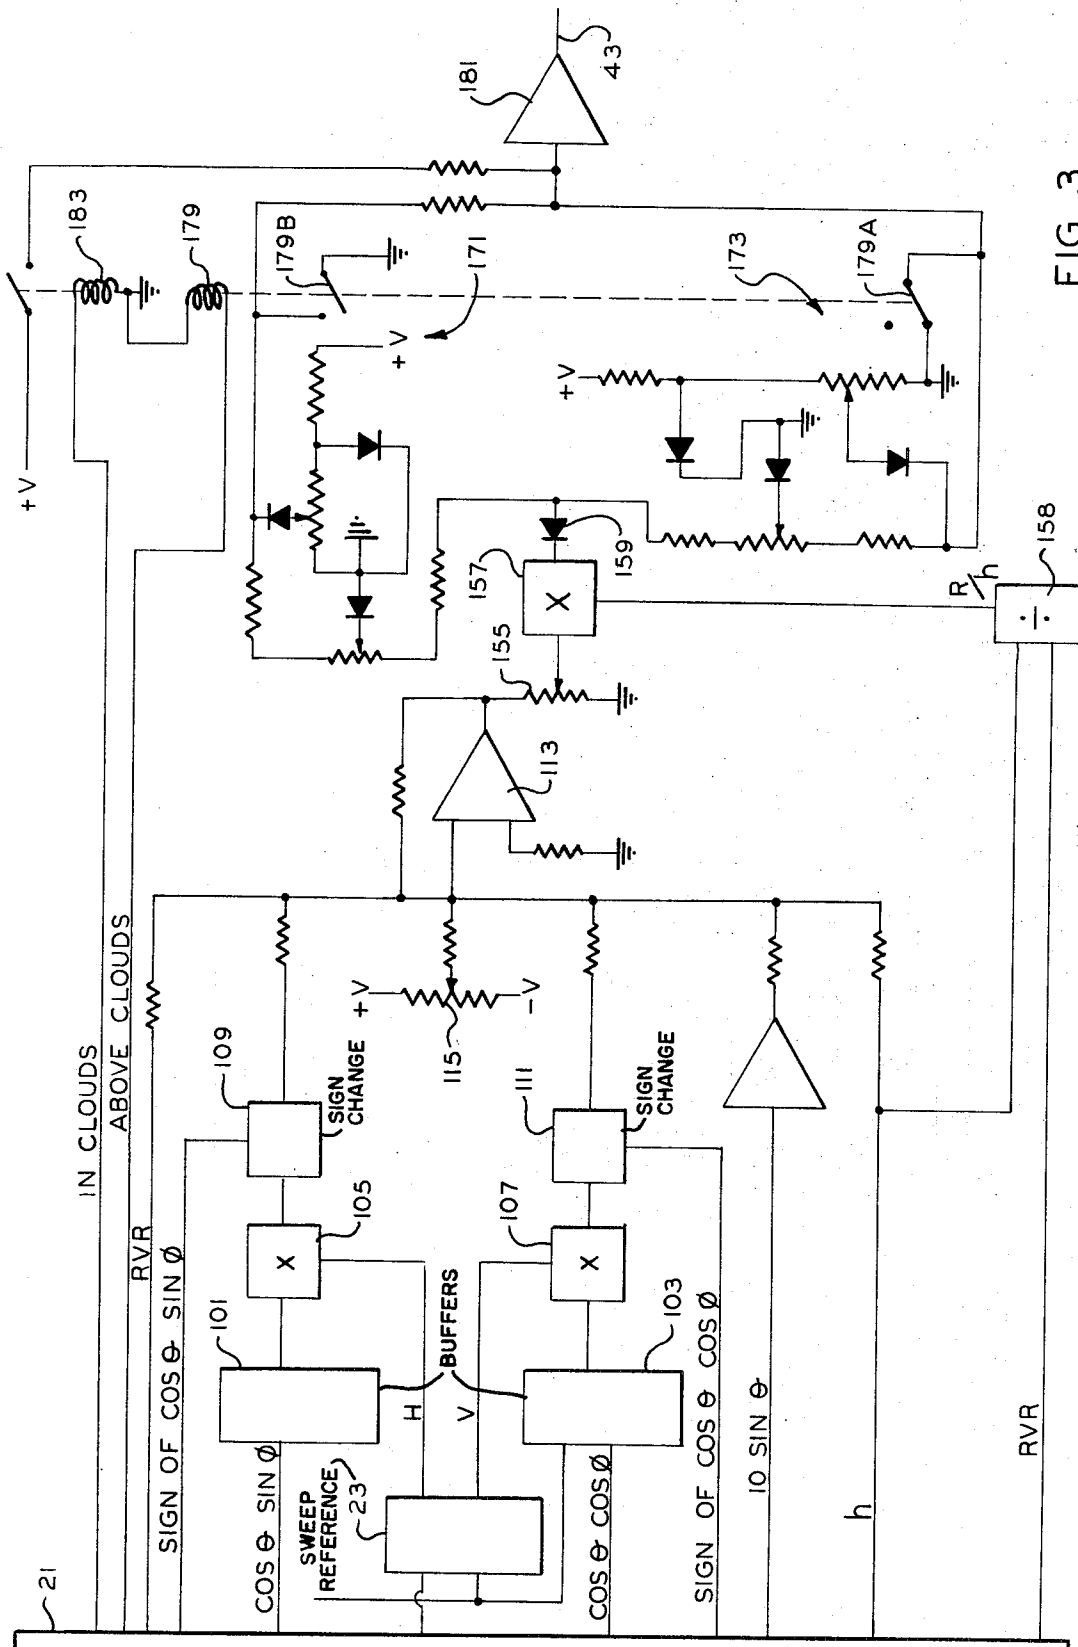 21
IN CLOUDS
ABOVE CLOUDS
RVR
SIGN OF COS θ SIN Ø
COS θ SIN Ø
101
109
SIGN
CHANGE
X
105
SWEEP
REFERENCE
23
H
V
BUFFERS
+V
115
-V
107
X
111
SIGN
CHANGE
103
COS θ COS Ø
SIGN OF COS θ COS Ø
10 SIN θ
h
RVR
113
155
157
X
159
R/h
÷
158
+V
183
179
179B
171
+V
173
+V
179A
181
43
FIG. 3